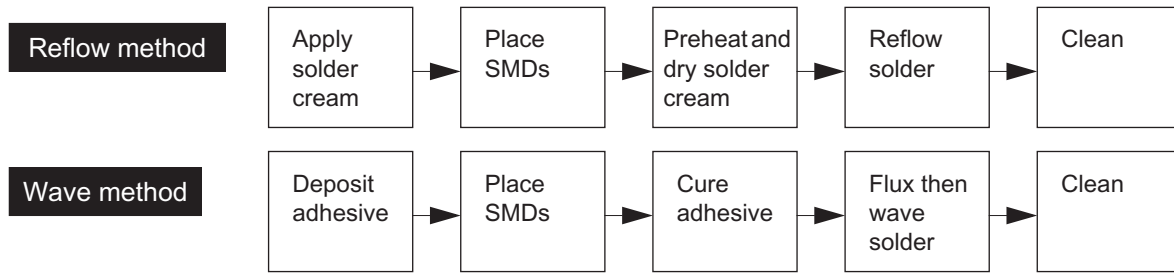 Reflow method
Apply
solder
cream
Place
SMDs
Preheat and
dry solder
cream
Reflow
solder
Clean
Wave method
Deposit
adhesive
Place
SMDs
Cure
adhesive
Flux then
wave
solder
Clean